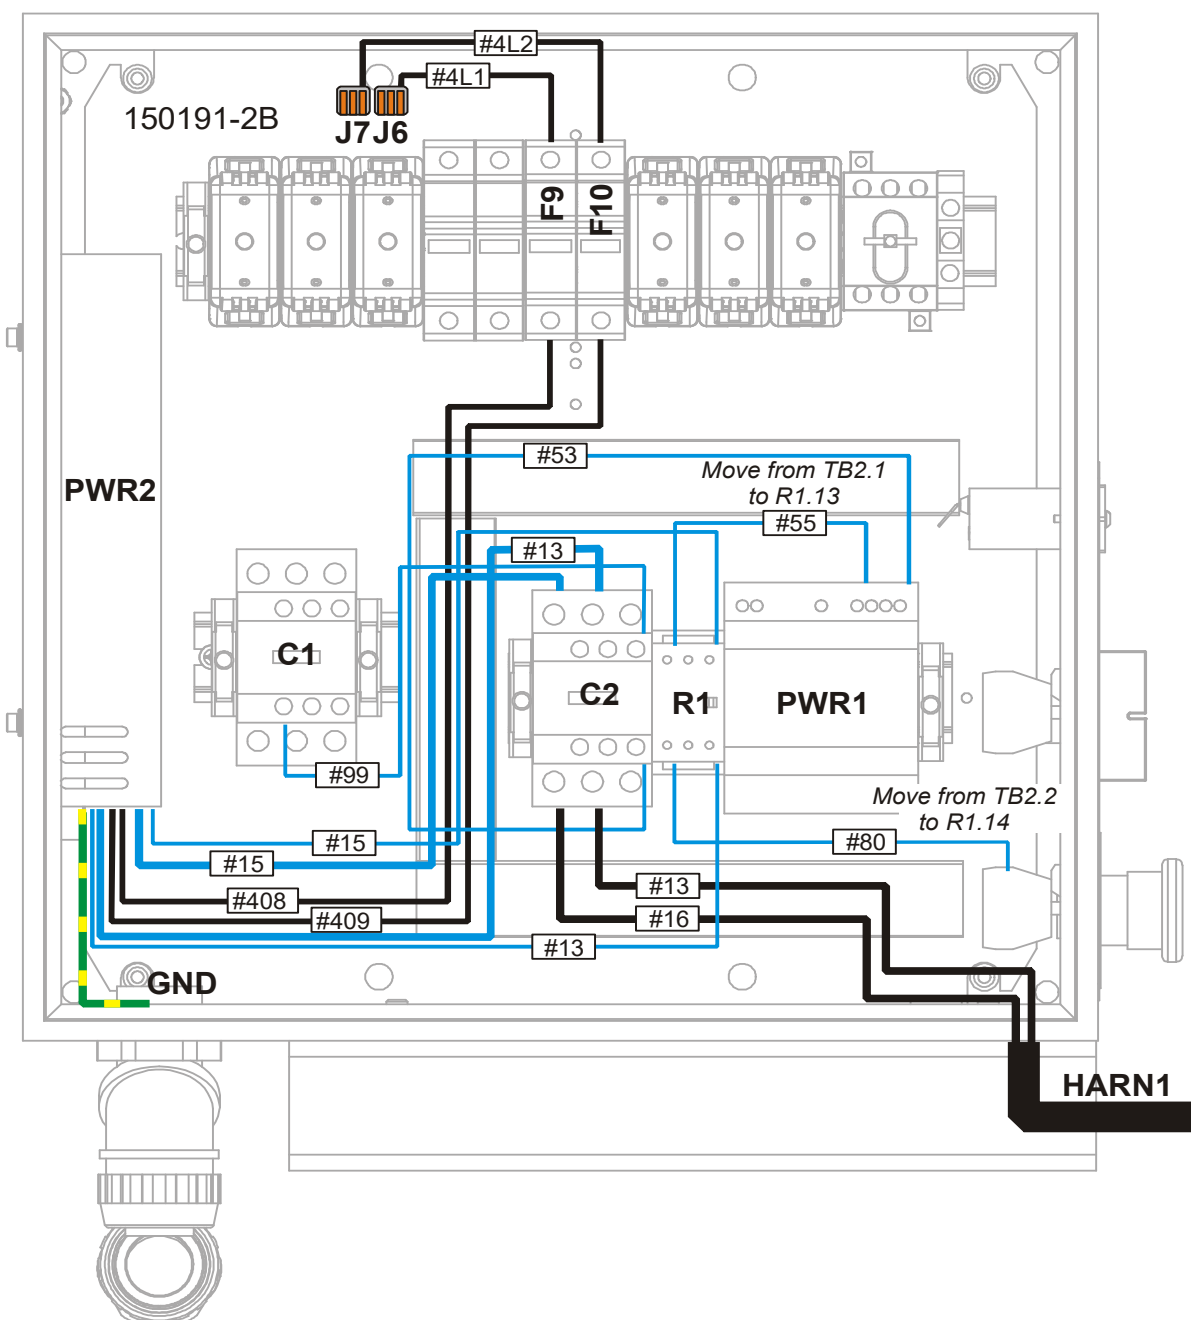 #4L2
#4L1
150191-2B
J7 J6
F9
F10
#53
Move from TB2.1
to R1.13
PWR2
#55
#13
C1
C2
R1
PWR1
#99
Move from TB2.2
to R1.14
#15
#80
#15
#13
#408
#16
#409
#13
GND
HARN1